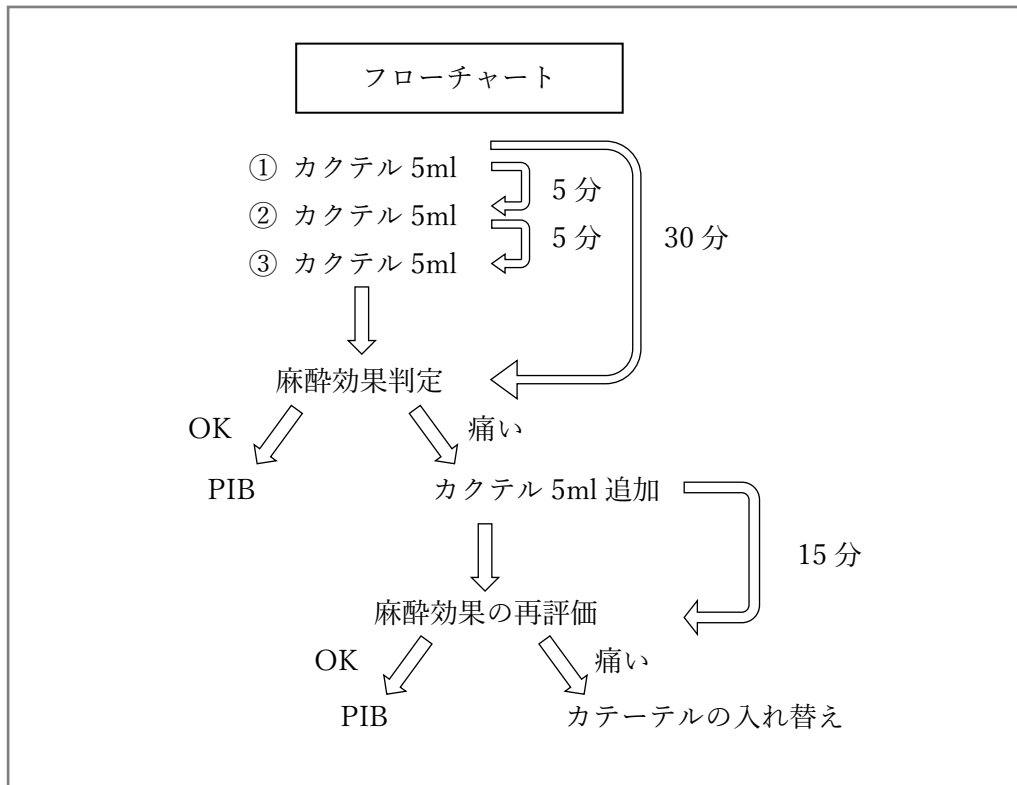 フローチャート
① カクテル 5ml
5 分
② カクテル 5ml
5 分
30 分
③ カクテル 5ml
麻酔効果判定
OK
痛い
PIB
カクテル 5ml 追加
15 分
麻酔効果の再評価
OK
痛い
PIB
カテーテルの入れ替え